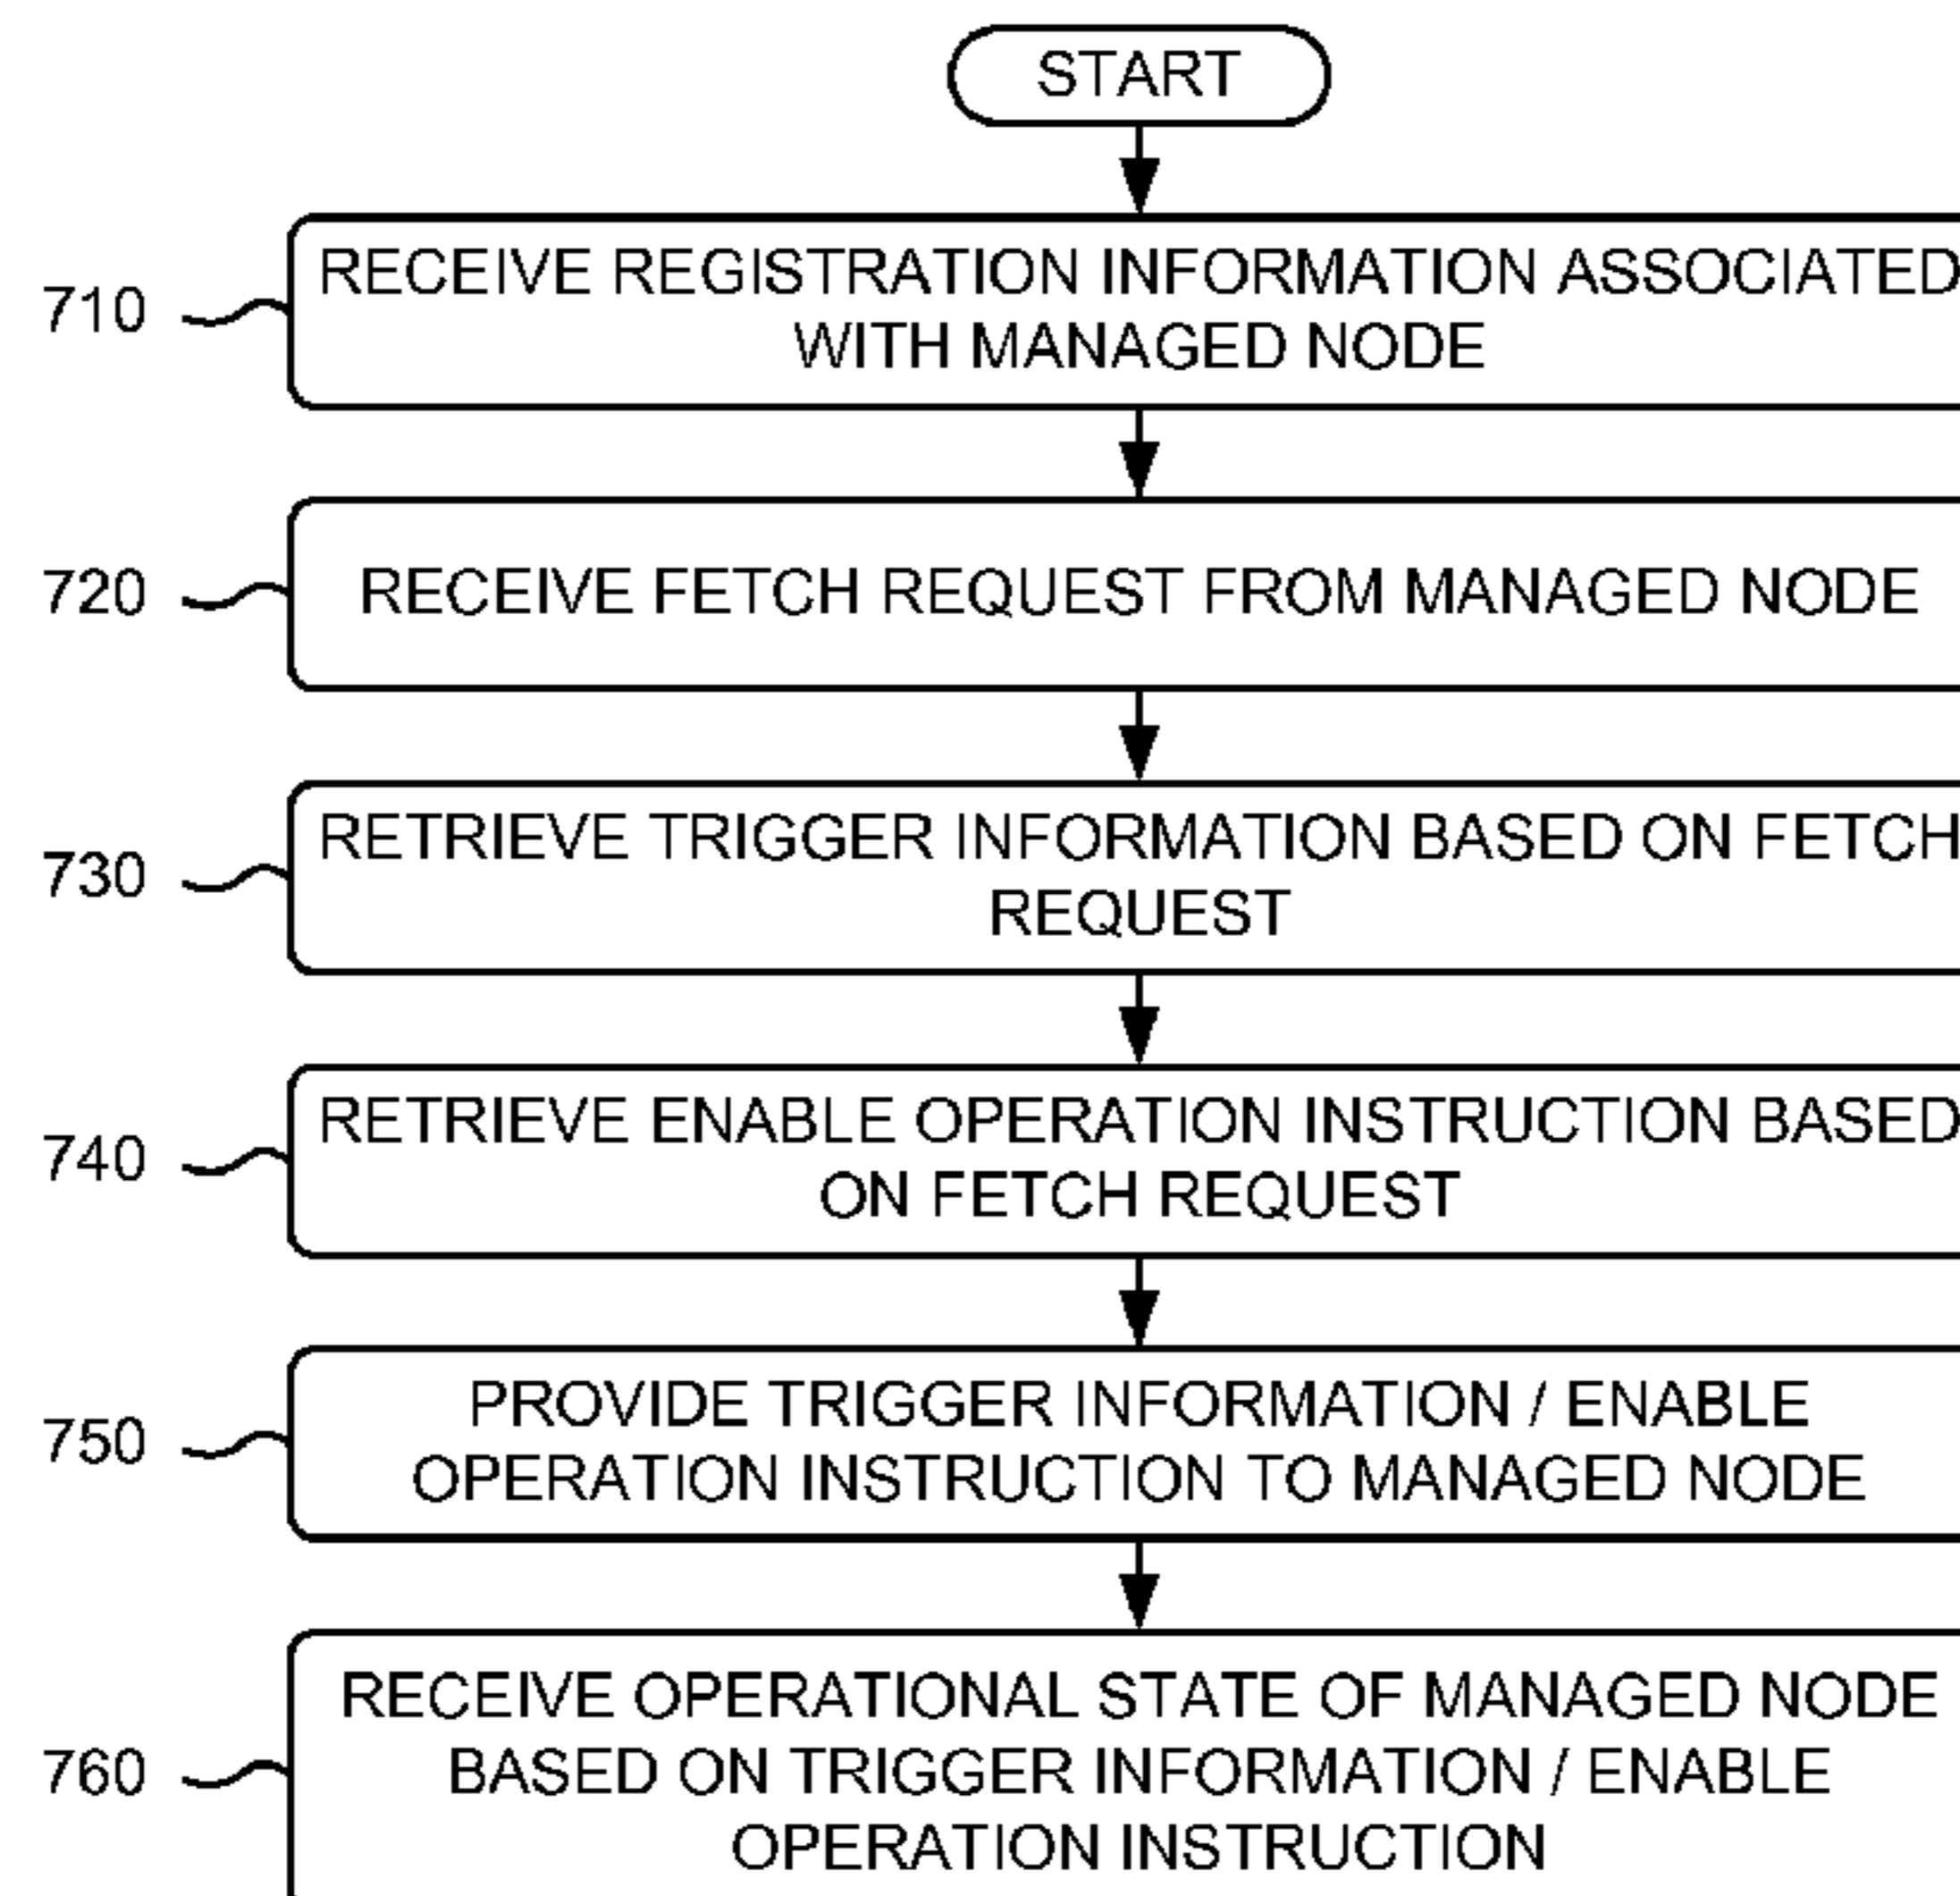 START
710
RECEIVE REGISTRATION INFORMATION ASSOCIATED
WITH MANAGED NODE
720
RECEIVE FETCH REQUEST FROM MANAGED NODE
730
RETRIEVE TRIGGER INFORMATION BASED ON FETCH
REQUEST
740
RETRIEVE ENABLE OPERATION INSTRUCTION BASED
ON FETCH REQUEST
750
PROVIDE TRIGGER INFORMATION / ENABLE
OPERATION INSTRUCTION TO MANAGED NODE
760
RECEIVE OPERATIONAL STATE OF MANAGED NODE
BASED ON TRIGGER INFORMATION / ENABLE
OPERATION INSTRUCTION